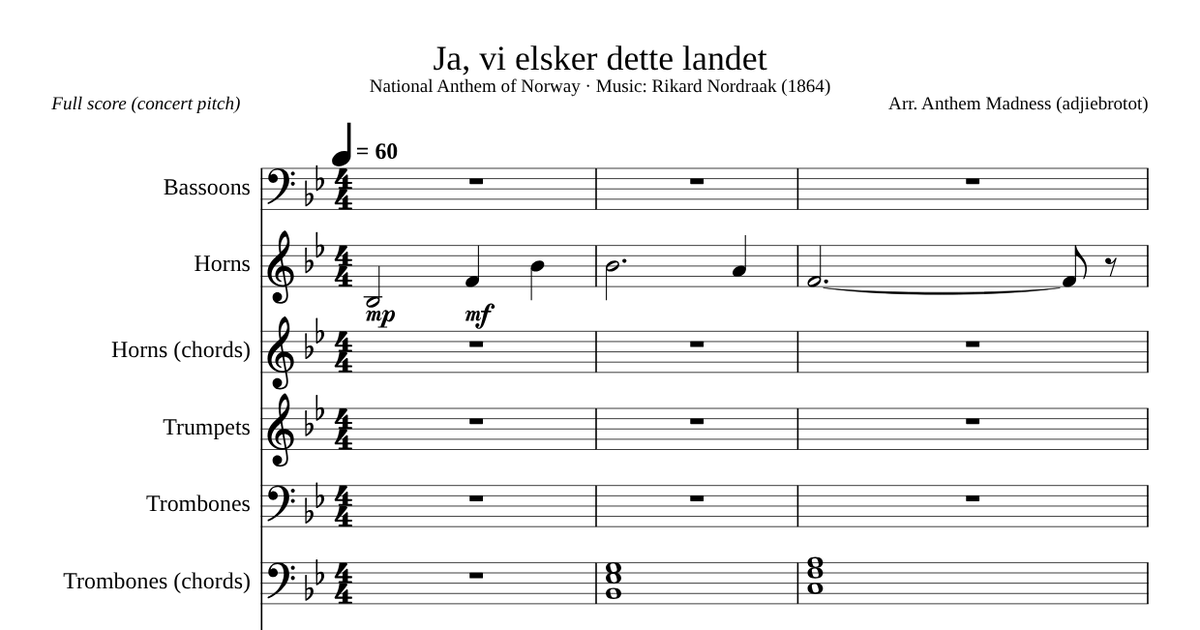 Ja, vi elsker dette landet
National Anthem of Norway · Music: Rikard Nordraak (1864)
Full score (concert pitch)
Arr. Anthem Madness (adjiebrotot)
= 60
Bassoons
Horns
mp mf
Horns (chords)
Trumpets
Trombones
Trombones (chords)